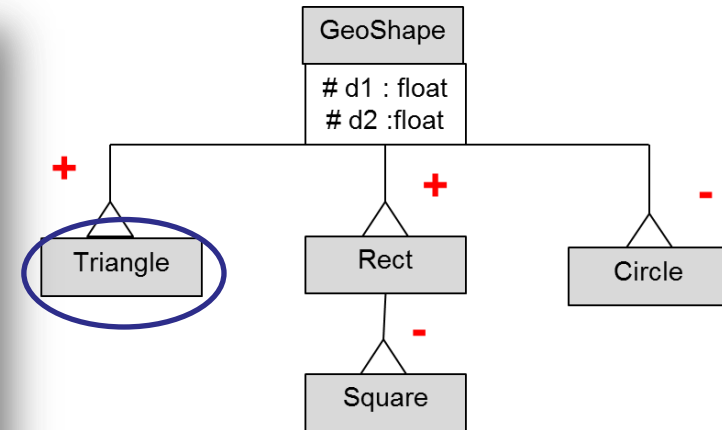 GeoShape
# d1 : float
# d2 :float
+
+
-
Triangle
Rect
Circle
-
Square